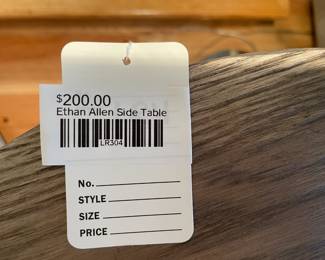 $200.00
Ethan Allen Side Table
LR304
No.
STYLE
SIZE
PRICE